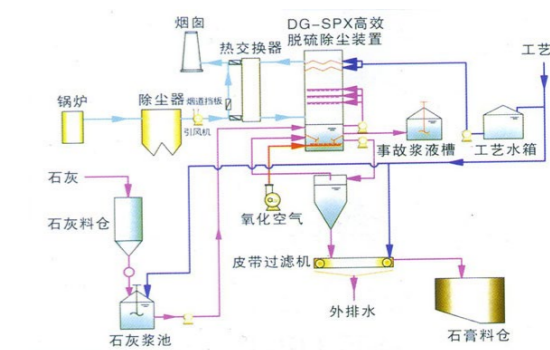 烟囱
DG-SPX高效
脱硫除尘装置
热交换器
工艺
锅炉
除尘器
烟道挡板
引风机
事故浆液槽
工艺水箱
石灰
石灰料仓
氧化空气
皮带过滤机
外排水
石灰浆池
石膏料仓